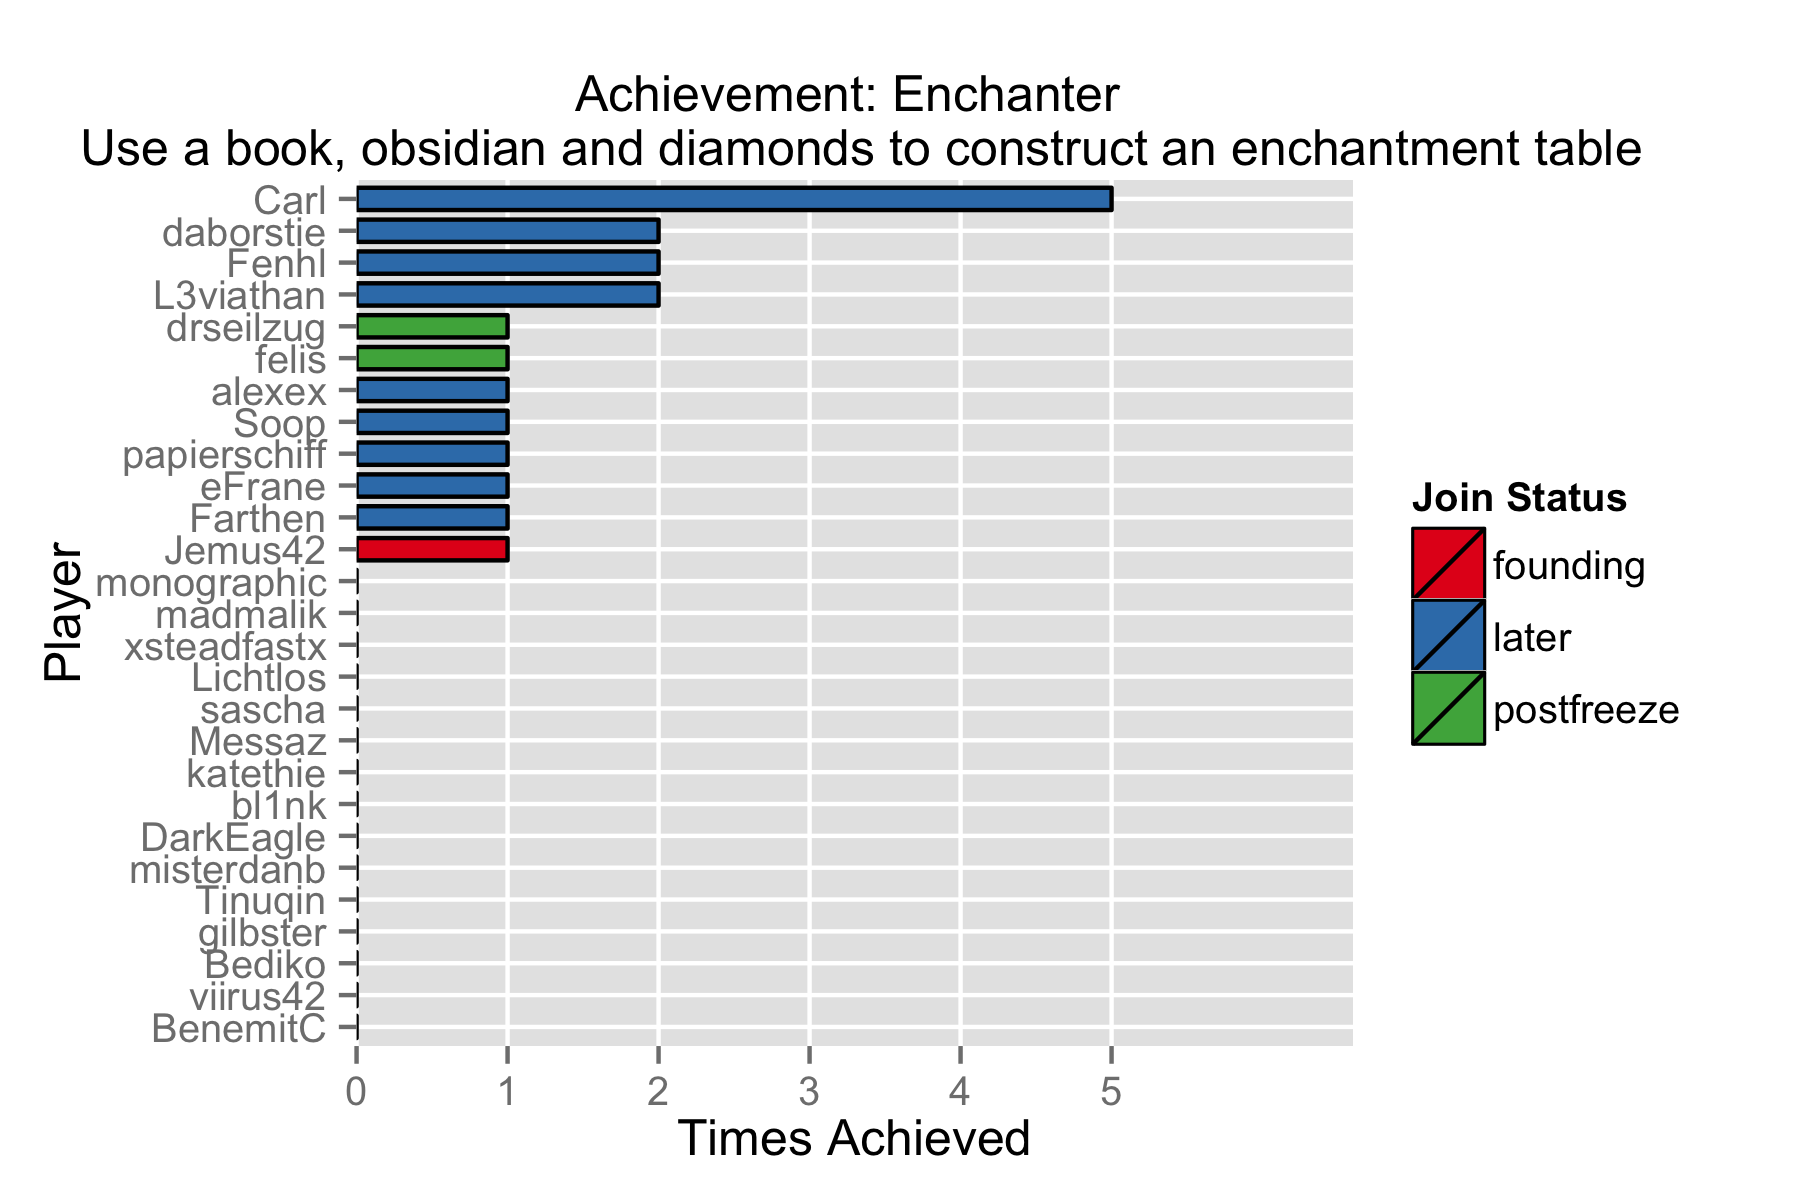 Achievement: Enchanter
Use a book, obsidian and diamonds to construct an enchantment table
Player
Carl
daborstie
Fenhl
L3viathan
drseilzug
felis
alexex
Soop
papierschiff
eFrane
Farthen
Jemus42
monographic
madmalik
xsteadfastx
Lichtlos
sascha
Messaz
katethie
bl1nk
DarkEagle
misterdanb
Tinuqin
gilbster
Bediko
viirus42
BenemitC
0 1 2 3 4 5
Times Achieved
Join Status
founding
later
postfreeze